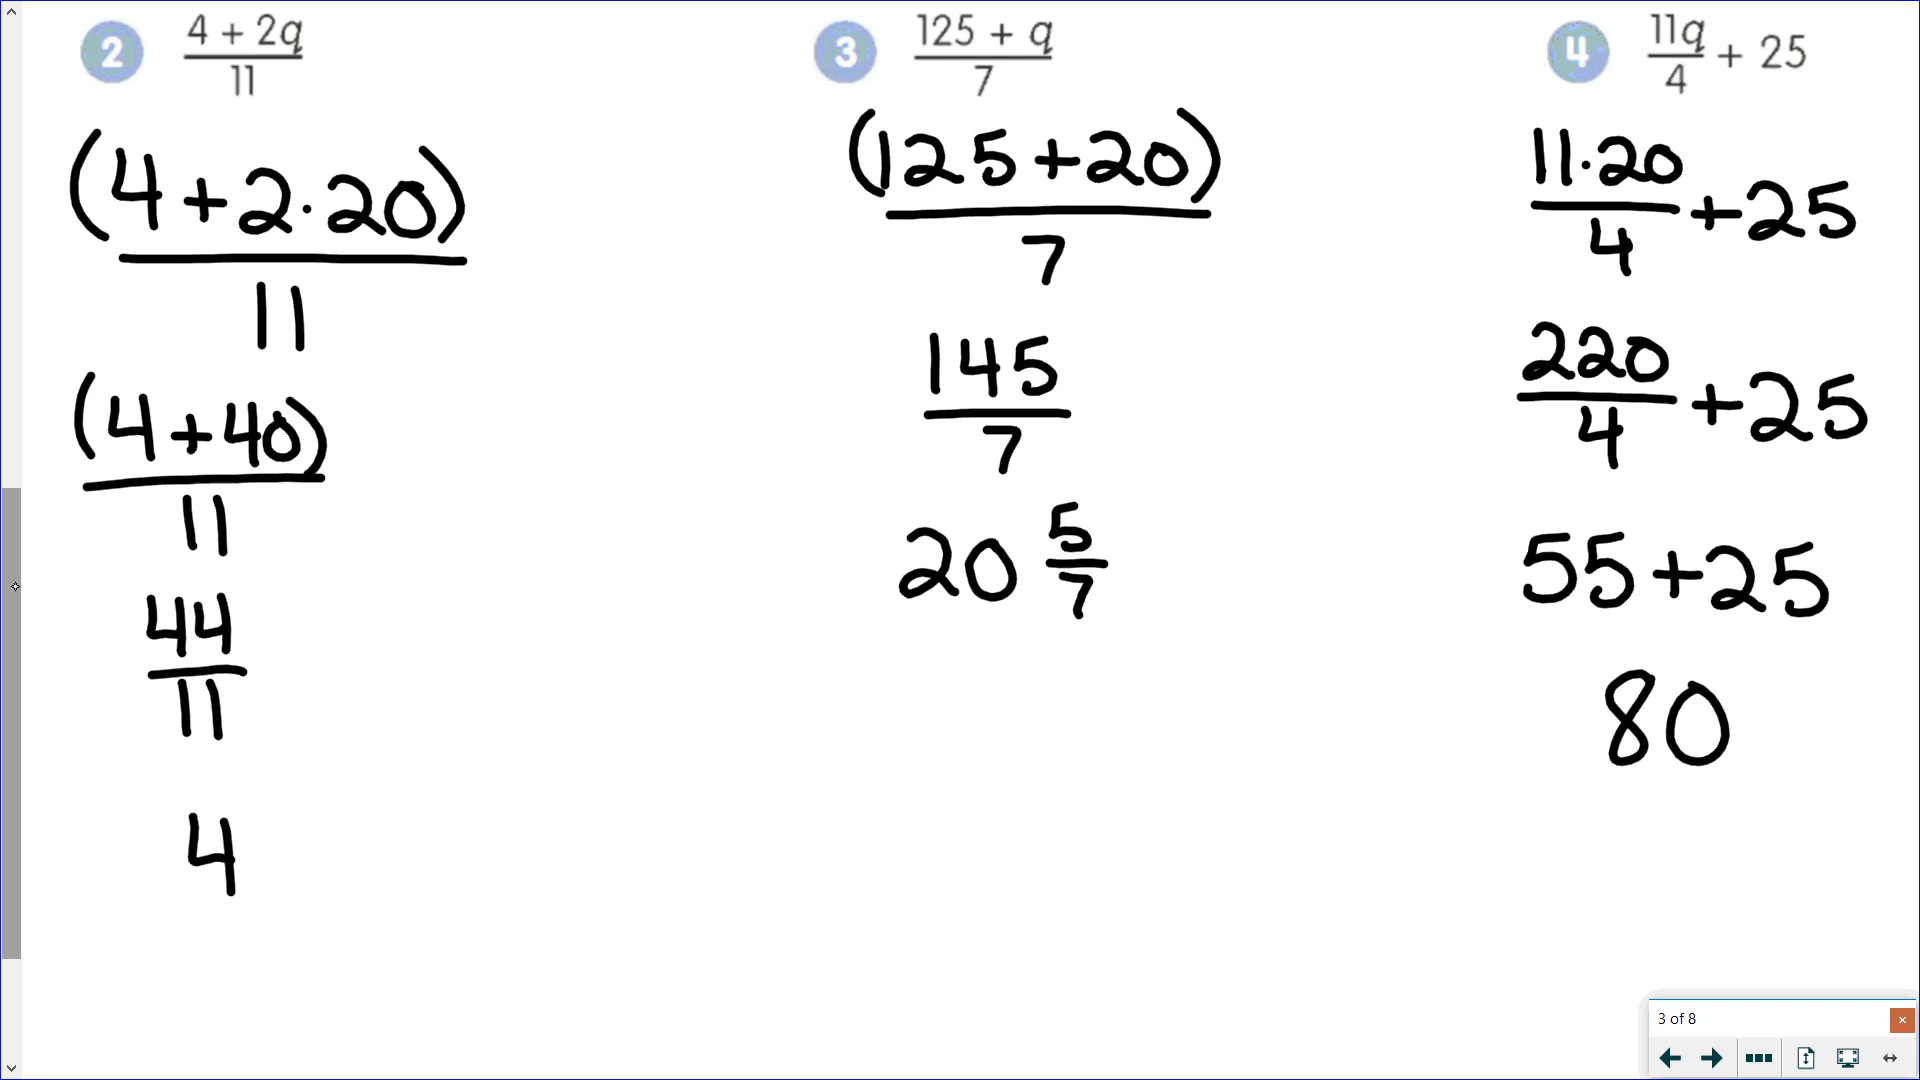 2 (4 + 2q)/11
(4+2·20)/11
(4+40)/11
44/11
4
3 (125 + q)/7
(125+20)/7
145/7
20 5/7
4 11q/4 + 25
11·20/4 +25
220/4 +25
55+25
80
3 of 8